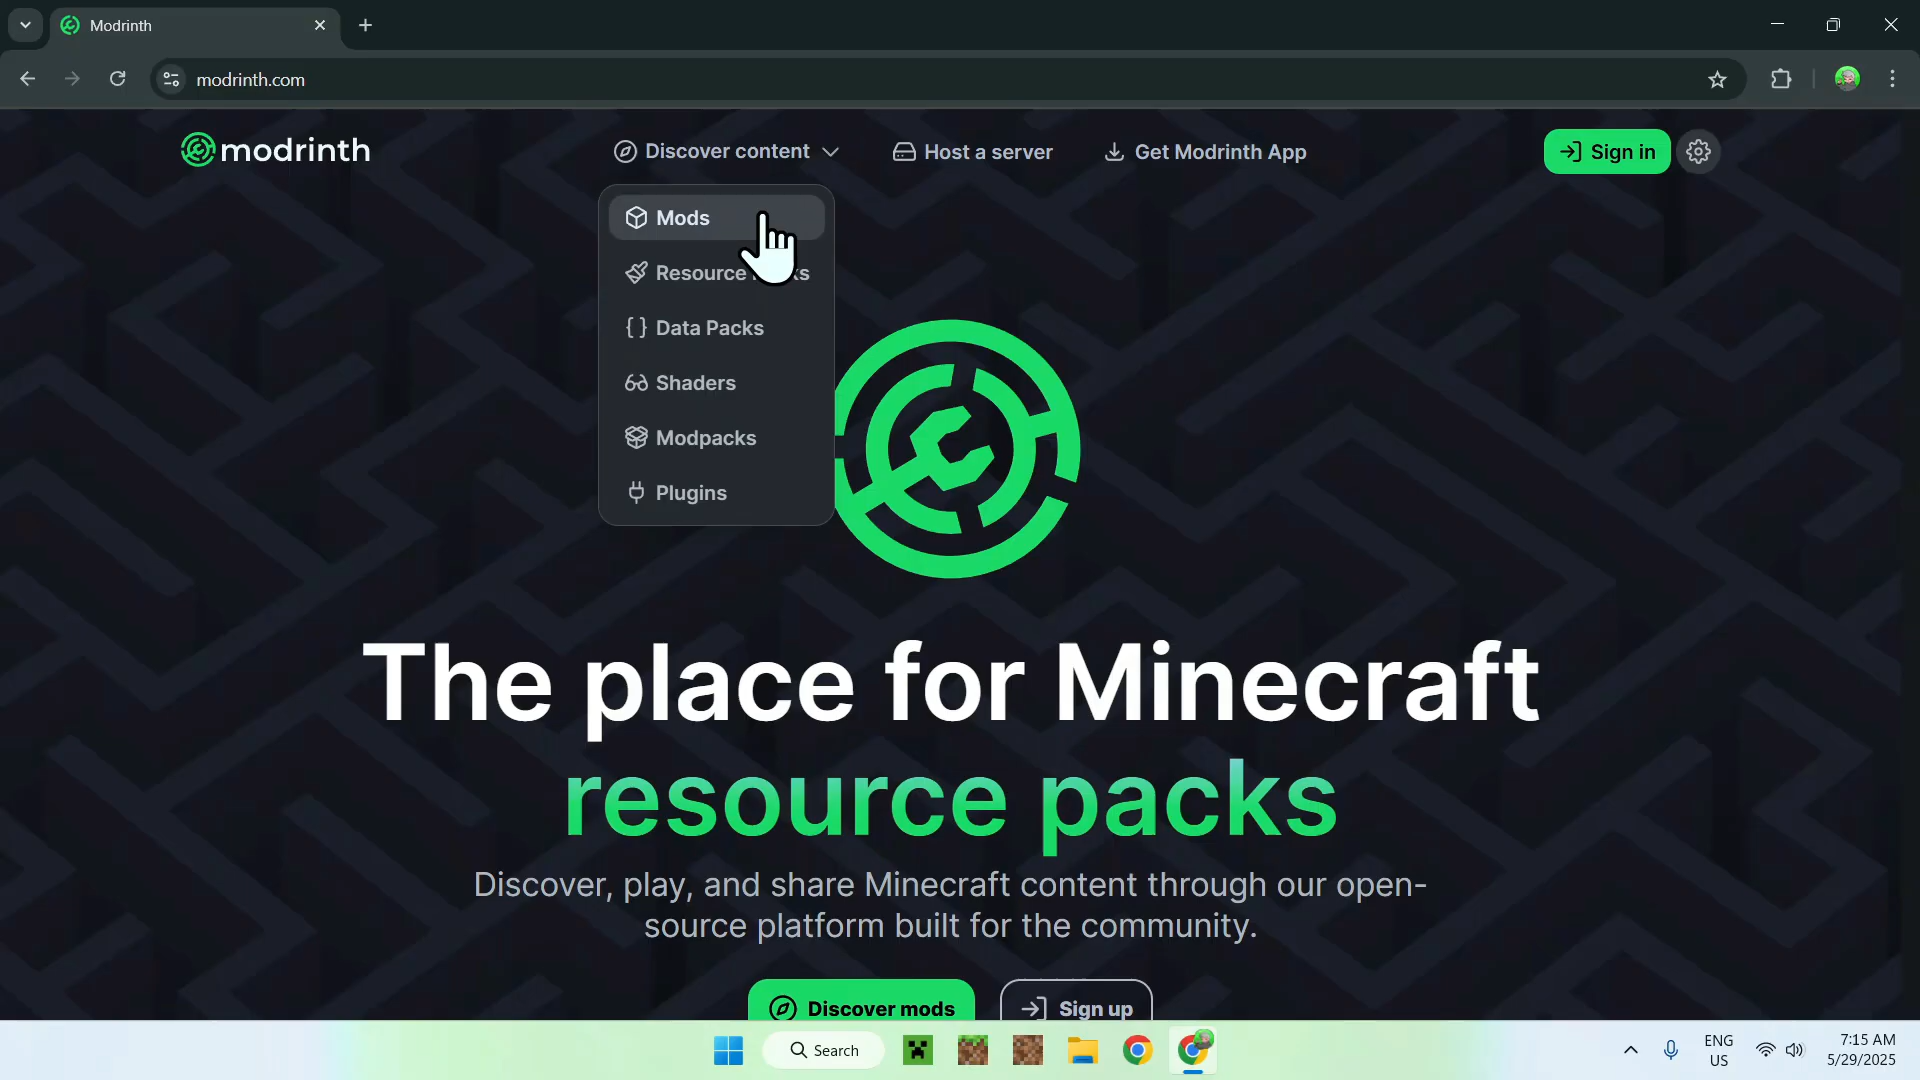 Modrinth
modrinth.com
modrinth
Discover content
Host a server
Get Modrinth App
Sign in
Mods
Resource
ks
Data Packs
Shaders
Modpacks
Plugins
The place for Minecraft
resource packs
Discover, play, and share Minecraft content through our open-
source platform built for the community.
Discover mods
Sign up
Search
ENG
US
7:15 AM
5/29/2025